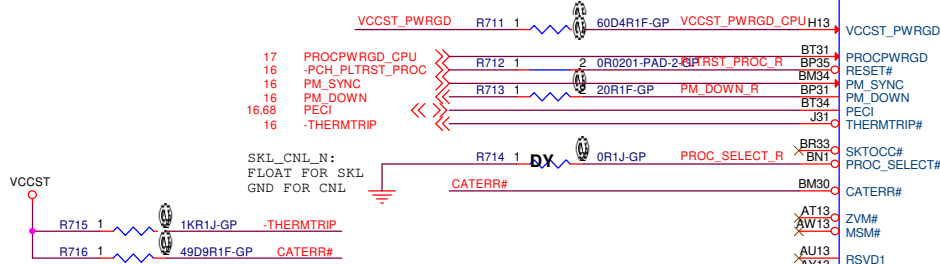 VCCST_PWRGD R711 1 60D4R1F-GP VCCST_PWRGD_CPU H13 VCCST_PWRGD
17 PROCPWRGD_CPU BT31 PROCPWRGD
16 -PCH_PLTRST_PROC R712 1 2 0R0201-PAD-2-GP PLTRST_PROC_R BP35 RESET#
16 PM_SYNC BM34 PM_SYNC
16 PM_DOWN R713 1 2 20R1F-GP PM_DOWN_R BP31 PM_DOWN
16,68 PECI BT34 PECI
16 -THERMTRIP J31 THERMTRIP#
BR33 SKTOCC#
SKL_CNL_N: R714 1 DY 0R1J-GP PROC_SELECT_R BN1 PROC_SELECT#
FLOAT FOR SKL
GND FOR CNL
CATERR# BM30 CATERR#
VCCST
AT13 ZVM#
R715 1 1KR1J-GP -THERMTRIP AW13 MSM#
R716 1 49D9R1F-GP CATERR# AU13 RSVD1